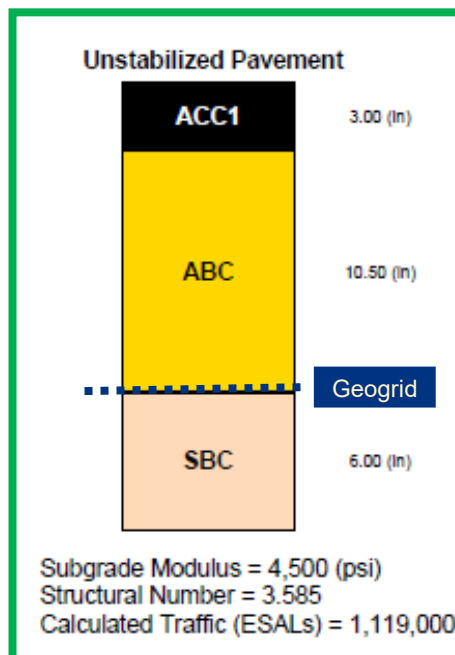 Unstabilized Pavement
ACC1
3.00 (in)
ABC
10.50 (in)
Geogrid
SBC
6.00 (in)
Subgrade Modulus = 4,500 (psi)
Structural Number = 3.585
Calculated Traffic (ESALs) = 1,119,000